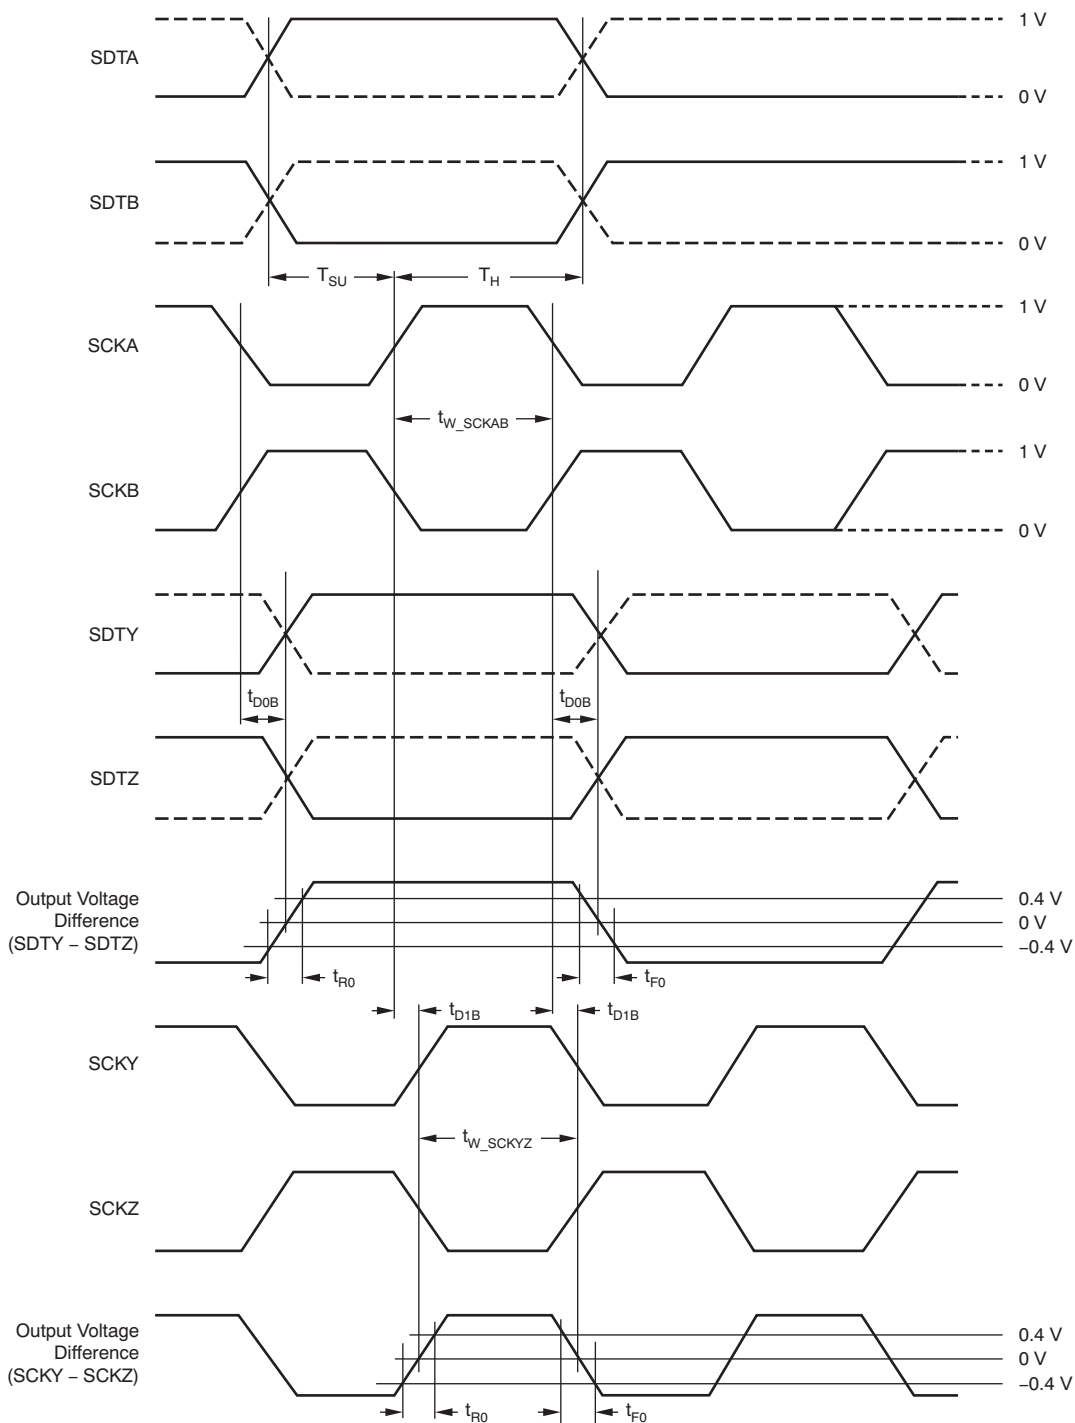 SDTA
1 V
0 V
SDTB
1 V
0 V
T_SU
T_H
SCKA
1 V
0 V
t_W_SCKAB
SCKB
1 V
0 V
SDTY
t_D0B
t_D0B
SDTZ
Output Voltage
Difference
(SDTY – SDTZ)
0.4 V
0 V
–0.4 V
t_R0
t_F0
t_D1B
t_D1B
SCKY
t_W_SCKYZ
SCKZ
Output Voltage
Difference
(SCKY – SCKZ)
0.4 V
0 V
–0.4 V
t_R0
t_F0